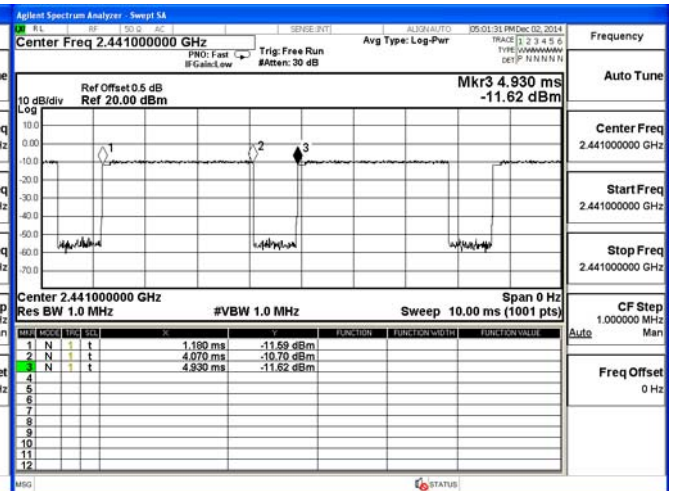 Agilent Spectrum Analyzer - Swept SA
RL RF 50 Ω AC SENSE:INT ALIGNAUTO 05:01:31 PM Dec 02, 2014
Center Freq 2.441000000 GHz
PNO: Fast
IFGain:Low
Trig: Free Run
#Atten: 30 dB
Avg Type: Log-Pwr
TRACE 1 2 3 4 5 6
TYPE WWWWWW
DET P NNNNN
Frequency
Ref Offset 0.5 dB
Ref 20.00 dBm
Mkr3 4.930 ms
-11.62 dBm
10 dB/div
Log
10.0
0.00
-10.0
-20.0
-30.0
-40.0
-50.0
-60.0
-70.0
1
2
3
Center 2.441000000 GHz
Span 0 Hz
Res BW 1.0 MHz
#VBW 1.0 MHz
Sweep 10.00 ms (1001 pts)
MKR MODE TRC SCL X Y FUNCTION FUNCTION WIDTH FUNCTION VALUE
1 N 1 t 1.180 ms -11.59 dBm
2 N 1 t 4.070 ms -10.70 dBm
3 N 1 t 4.930 ms -11.62 dBm
4
5
6
7
8
9
10
11
12
MSG
STATUS
Auto Tune
Center Freq
2.441000000 GHz
Start Freq
2.441000000 GHz
Stop Freq
2.441000000 GHz
CF Step
1.000000 MHz
Auto Man
Freq Offset
0 Hz